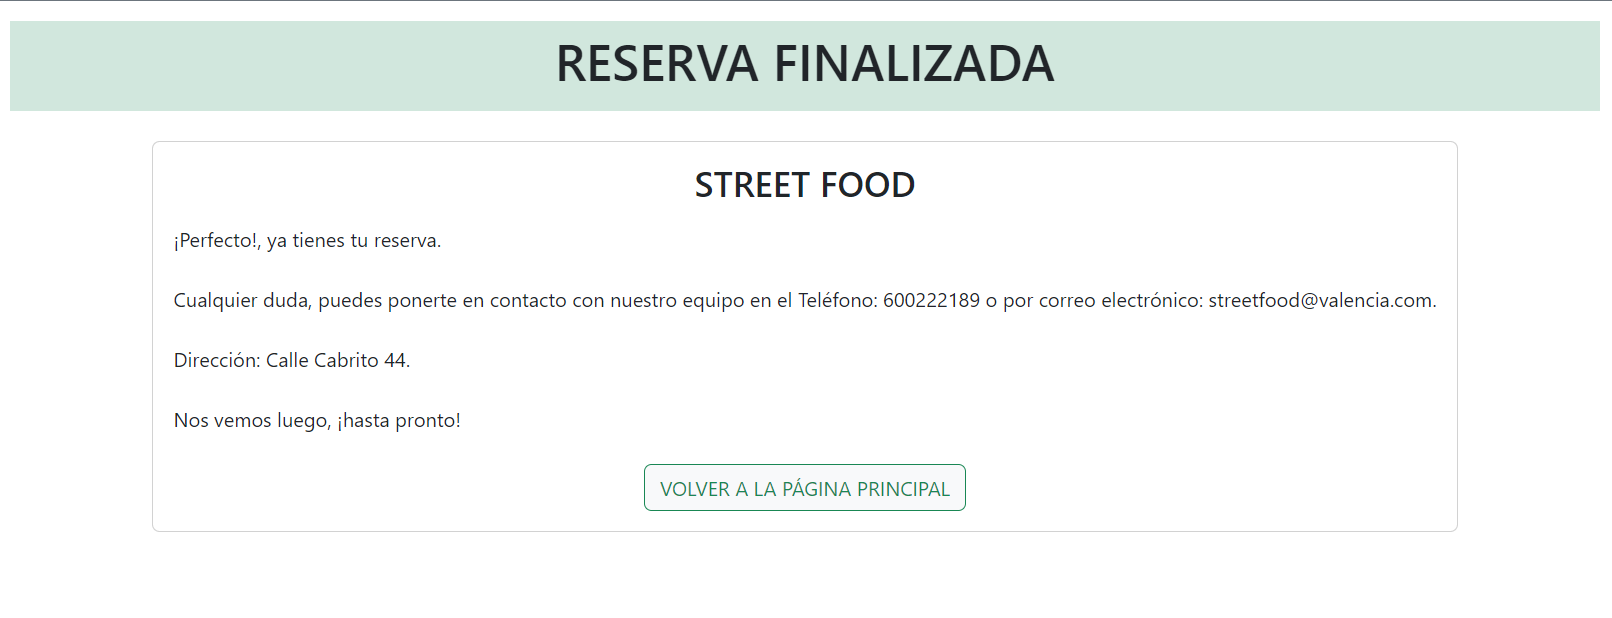 RESERVA FINALIZADA
STREET FOOD
¡Perfecto!, ya tienes tu reserva.
Cualquier duda, puedes ponerte en contacto con nuestro equipo en el Teléfono: 600222189 o por correo electrónico: streetfood@valencia.com.
Dirección: Calle Cabrito 44.
Nos vemos luego, ¡hasta pronto!
VOLVER A LA PÁGINA PRINCIPAL